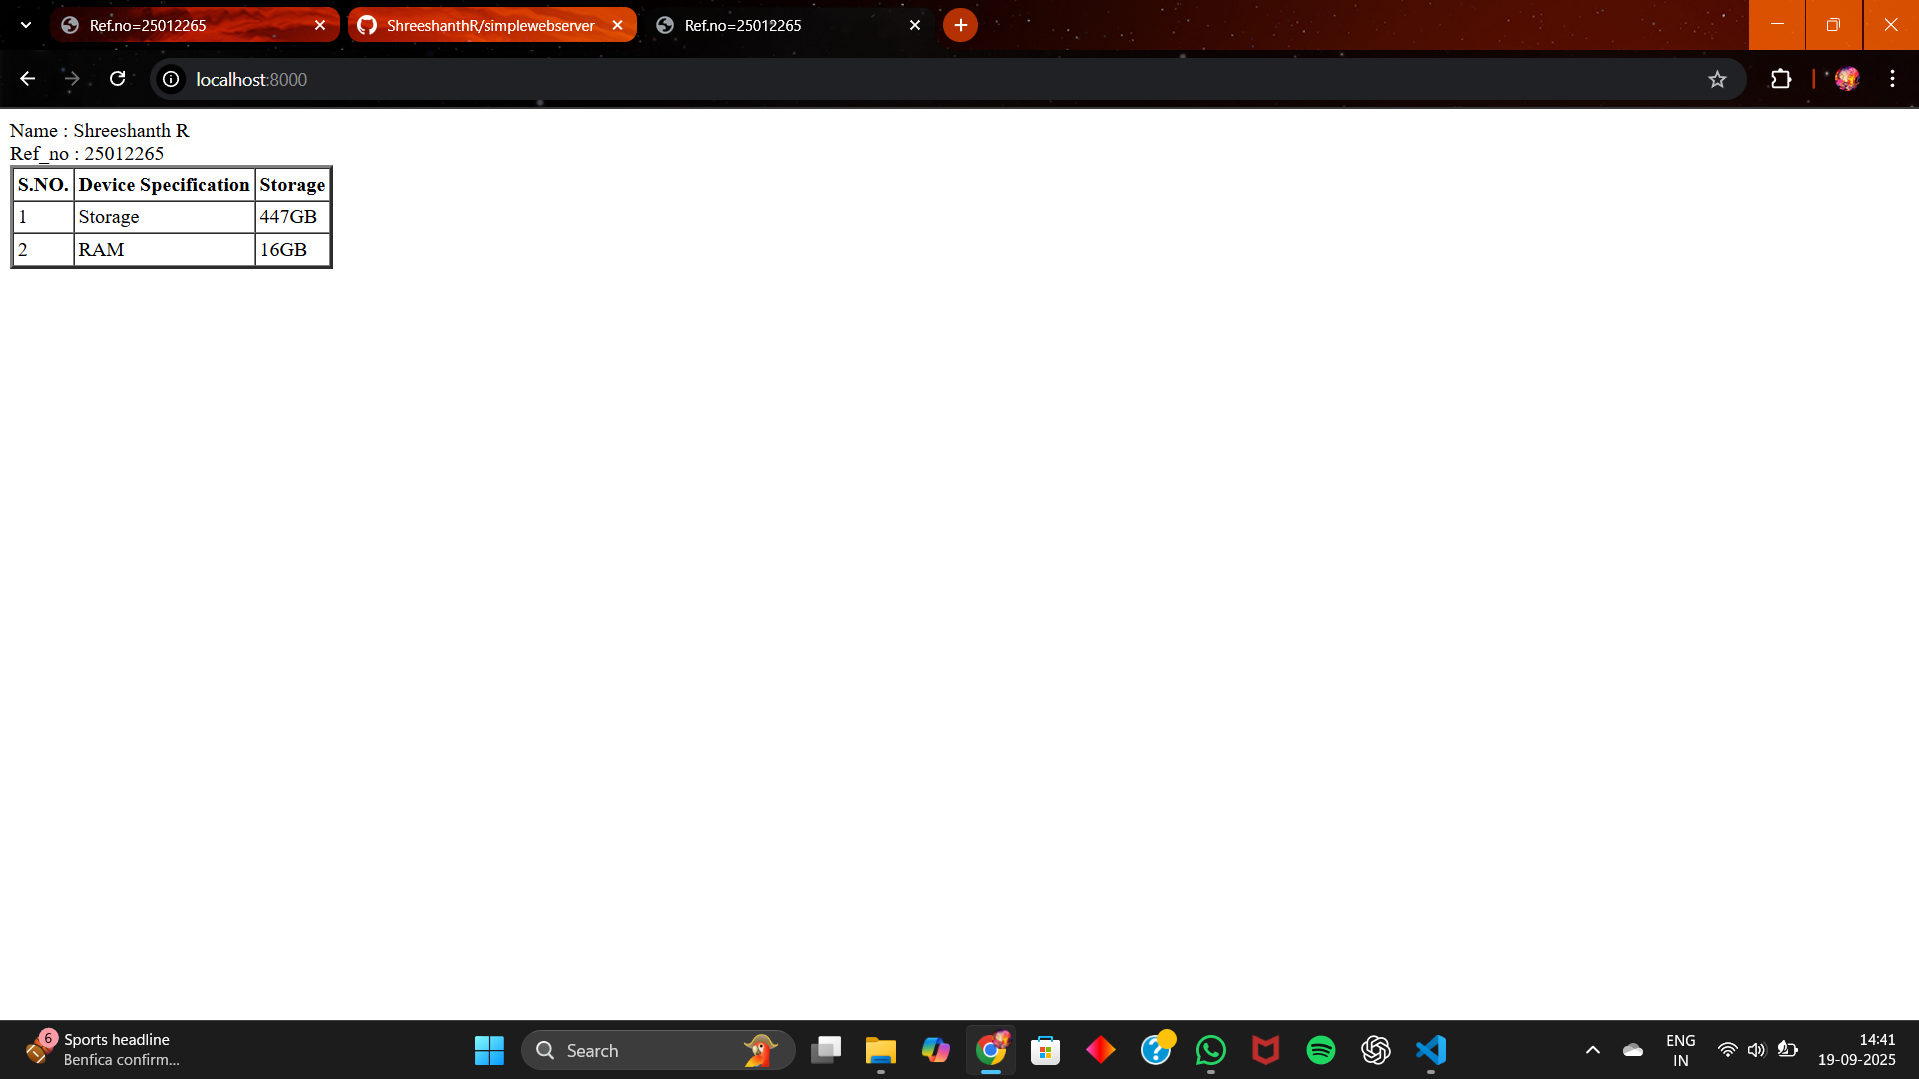 Ref.no=25012265
ShreeshanthR/simplewebserver
Ref.no=25012265
localhost:8000
Name : Shreeshanth R
Ref_no : 25012265
S.NO. Device Specification Storage
1 Storage 447GB
2 RAM 16GB
6
Sports headline
Benfica confirm...
Search
ENG
IN
14:41
19-09-2025